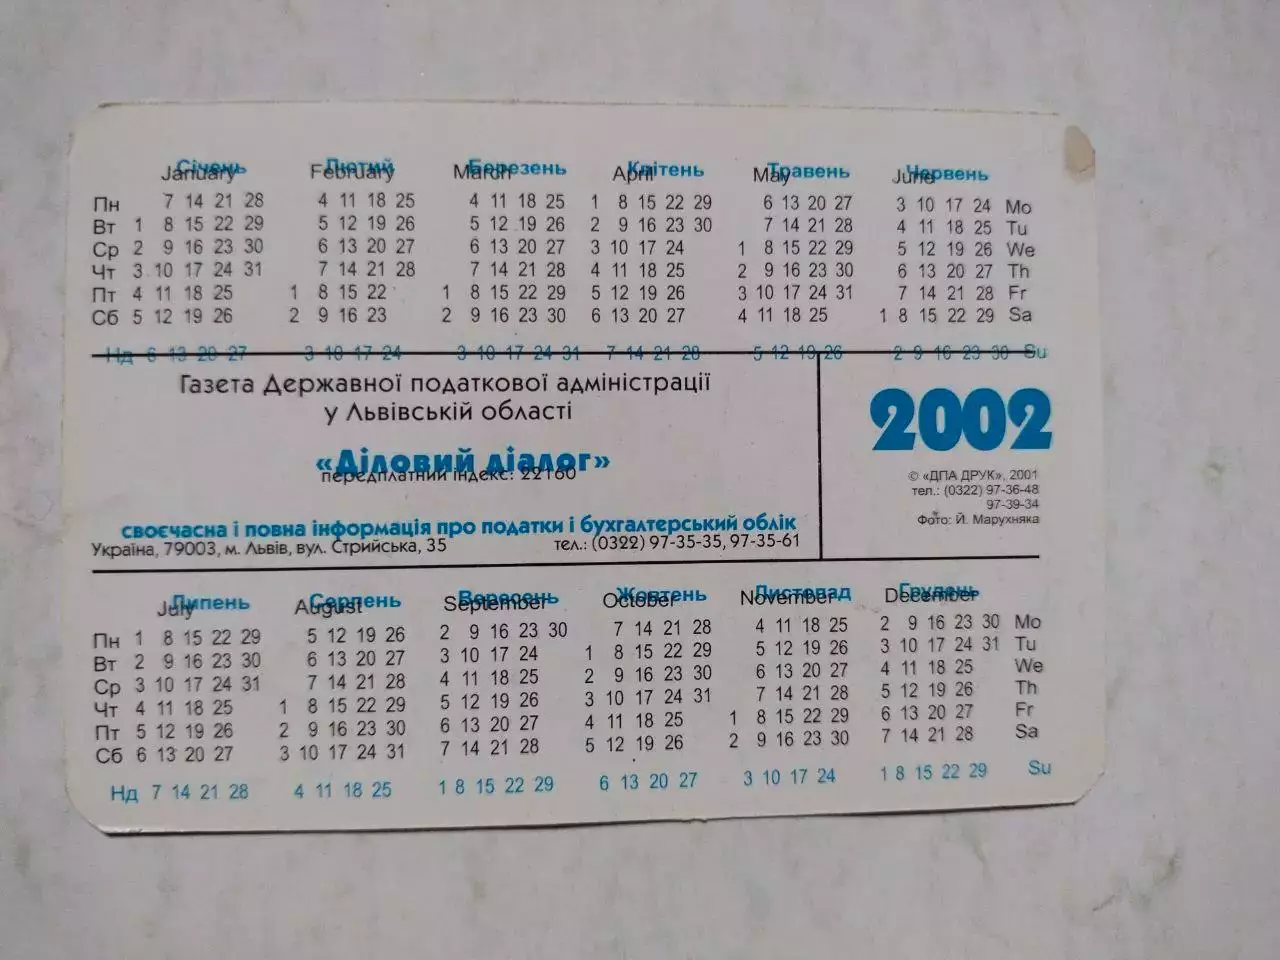 Січень Лютий Березень Квітень Травень Червень
January February March April May June
Пн 7 14 21 28 4 11 18 25 4 11 18 25 1 8 15 22 29 6 13 20 27 3 10 17 24 Mo
Вт 1 8 15 22 29 5 12 19 26 5 12 19 26 2 9 16 23 30 7 14 21 28 4 11 18 25 Tu
Ср 2 9 16 23 30 6 13 20 27 6 13 20 27 3 10 17 24 1 8 15 22 29 5 12 19 26 We
Чт 3 10 17 24 31 7 14 21 28 7 14 21 28 4 11 18 25 2 9 16 23 30 6 13 20 27 Th
Пт 4 11 18 25 1 8 15 22 1 8 15 22 29 5 12 19 26 3 10 17 24 31 7 14 21 28 Fr
Сб 5 12 19 26 2 9 16 23 2 9 16 23 30 6 13 20 27 4 11 18 25 1 8 15 22 29 Sa
Нд 6 13 20 27 3 10 17 24 3 10 17 24 31 7 14 21 28 5 12 19 26 2 9 16 23 30 Su
Газета Державної податкової адміністрації
у Львівській області
«Діловий діалог»
передплатний індекс: 22160
своєчасна і повна інформація про податки і бухгалтерський облік
Україна, 79003, м. Львів, вул. Стрийська, 35 тел.: (0322) 97-35-35, 97-35-61
2002
© «ДПА ДРУК», 2001
тел.: (0322) 97-36-48
97-39-34
Фото: Й. Марухняка
Липень Серпень Вересень Жовтень Листопад Грудень
July August September October November December
Пн 1 8 15 22 29 5 12 19 26 2 9 16 23 30 7 14 21 28 4 11 18 25 2 9 16 23 30 Mo
Вт 2 9 16 23 30 6 13 20 27 3 10 17 24 1 8 15 22 29 5 12 19 26 3 10 17 24 31 Tu
Ср 3 10 17 24 31 7 14 21 28 4 11 18 25 2 9 16 23 30 6 13 20 27 4 11 18 25 We
Чт 4 11 18 25 1 8 15 22 29 5 12 19 26 3 10 17 24 31 7 14 21 28 5 12 19 26 Th
Пт 5 12 19 26 2 9 16 23 30 6 13 20 27 4 11 18 25 1 8 15 22 29 6 13 20 27 Fr
Сб 6 13 20 27 3 10 17 24 31 7 14 21 28 5 12 19 26 2 9 16 23 30 7 14 21 28 Sa
Нд 7 14 21 28 4 11 18 25 1 8 15 22 29 6 13 20 27 3 10 17 24 1 8 15 22 29 Su